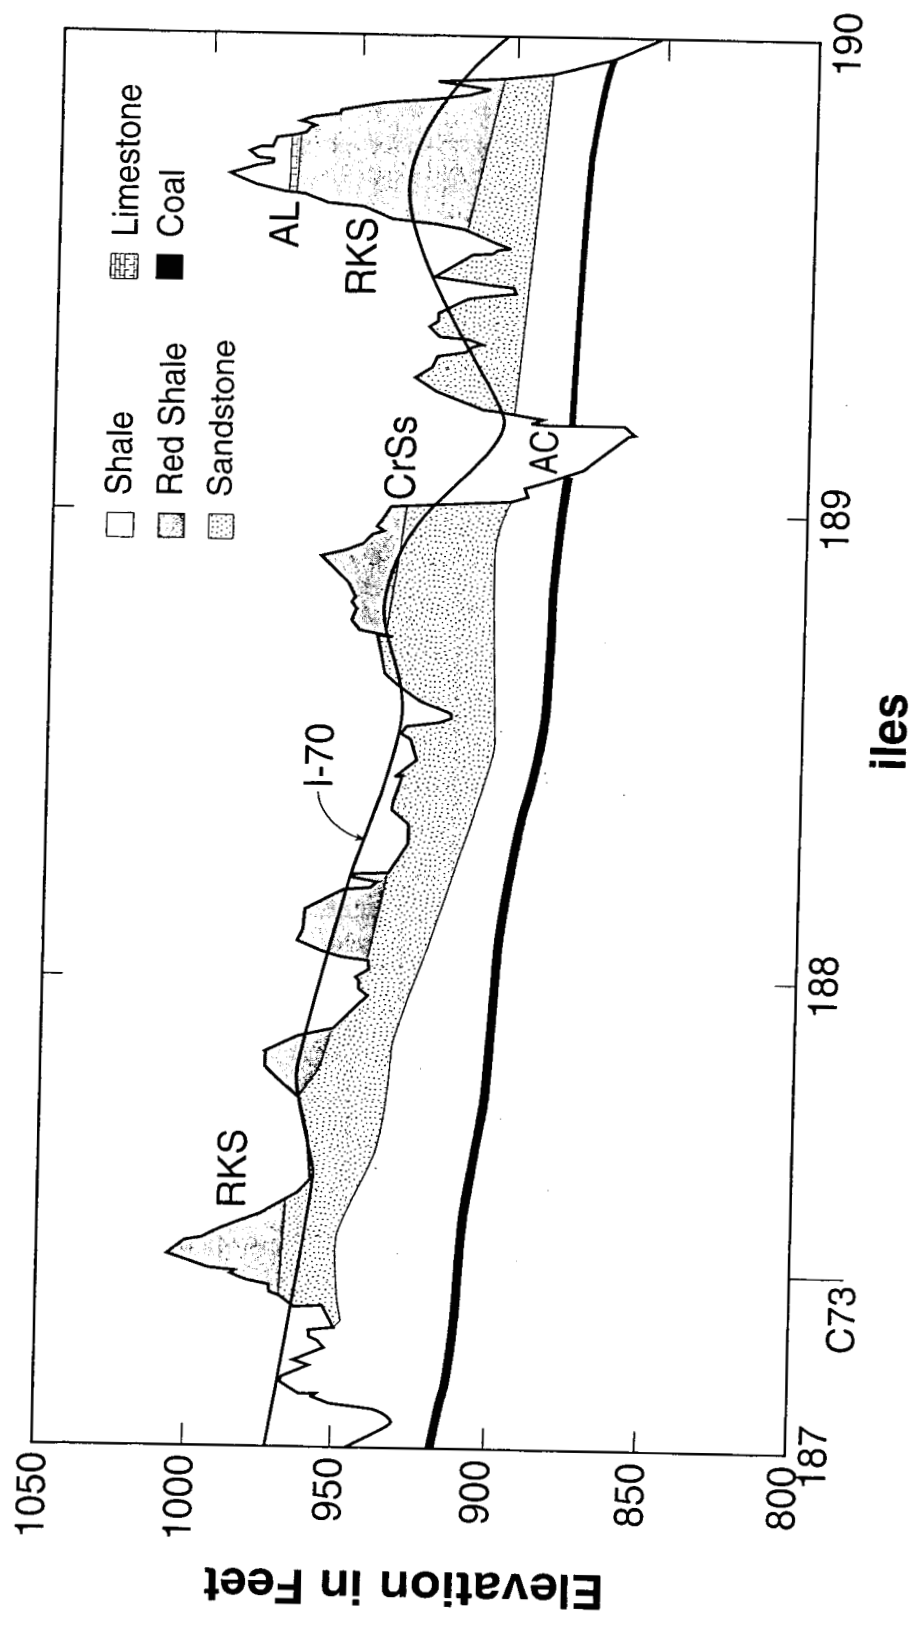 Shale
Red Shale
Sandstone
Limestone
Coal
1050
1000
950
900
850
800
Elevation in Feet
RKS
I-70
CrSs
AC
RKS
AL
187
C73
188
189
190
iles